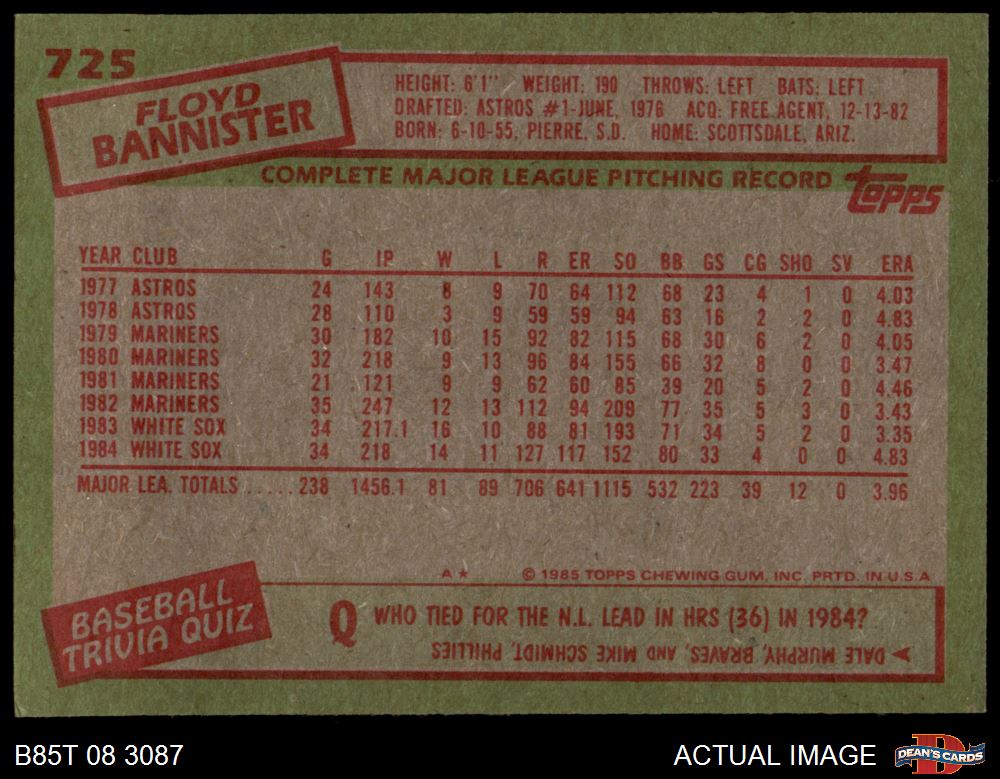 725
FLOYD
BANNISTER
HEIGHT: 6'1" WEIGHT: 190 THROWS: LEFT BATS: LEFT
DRAFTED: ASTROS #1-JUNE, 1976 ACQ: FREE AGENT, 12-13-82
BORN: 6-10-55, PIERRE, S.D. HOME: SCOTTSDALE, ARIZ.
COMPLETE MAJOR LEAGUE PITCHING RECORD topps
YEAR CLUB G IP W L R ER SO BB GS CG SHO SV ERA
1977 ASTROS 24 143 8 9 70 64 112 68 23 4 1 0 4.03
1978 ASTROS 28 110 3 9 59 59 94 63 16 2 2 0 4.83
1979 MARINERS 30 182 10 15 92 82 115 68 30 6 2 0 4.05
1980 MARINERS 32 218 9 13 96 84 155 66 32 8 0 0 3.47
1981 MARINERS 21 121 9 9 62 60 85 39 20 5 2 0 4.46
1982 MARINERS 35 247 12 13 112 94 209 77 35 5 3 0 3.43
1983 WHITE SOX 34 217.1 16 10 88 81 193 71 34 5 2 0 3.35
1984 WHITE SOX 34 218 14 11 127 117 152 80 33 4 0 0 4.83
MAJOR LEA. TOTALS ..... 238 1456.1 81 89 706 641 1115 532 223 39 12 0 3.96
A* © 1985 TOPPS CHEWING GUM, INC. PRTD. IN U.S.A
BASEBALL
TRIVIA QUIZ
Q WHO TIED FOR THE N.L. LEAD IN HRS (36) IN 1984?
DALE MURPHY, BRAVES, AND MIKE SCHMIDT, PHILLIES
B85T 08 3087 ACTUAL IMAGE DEAN'S CARDS